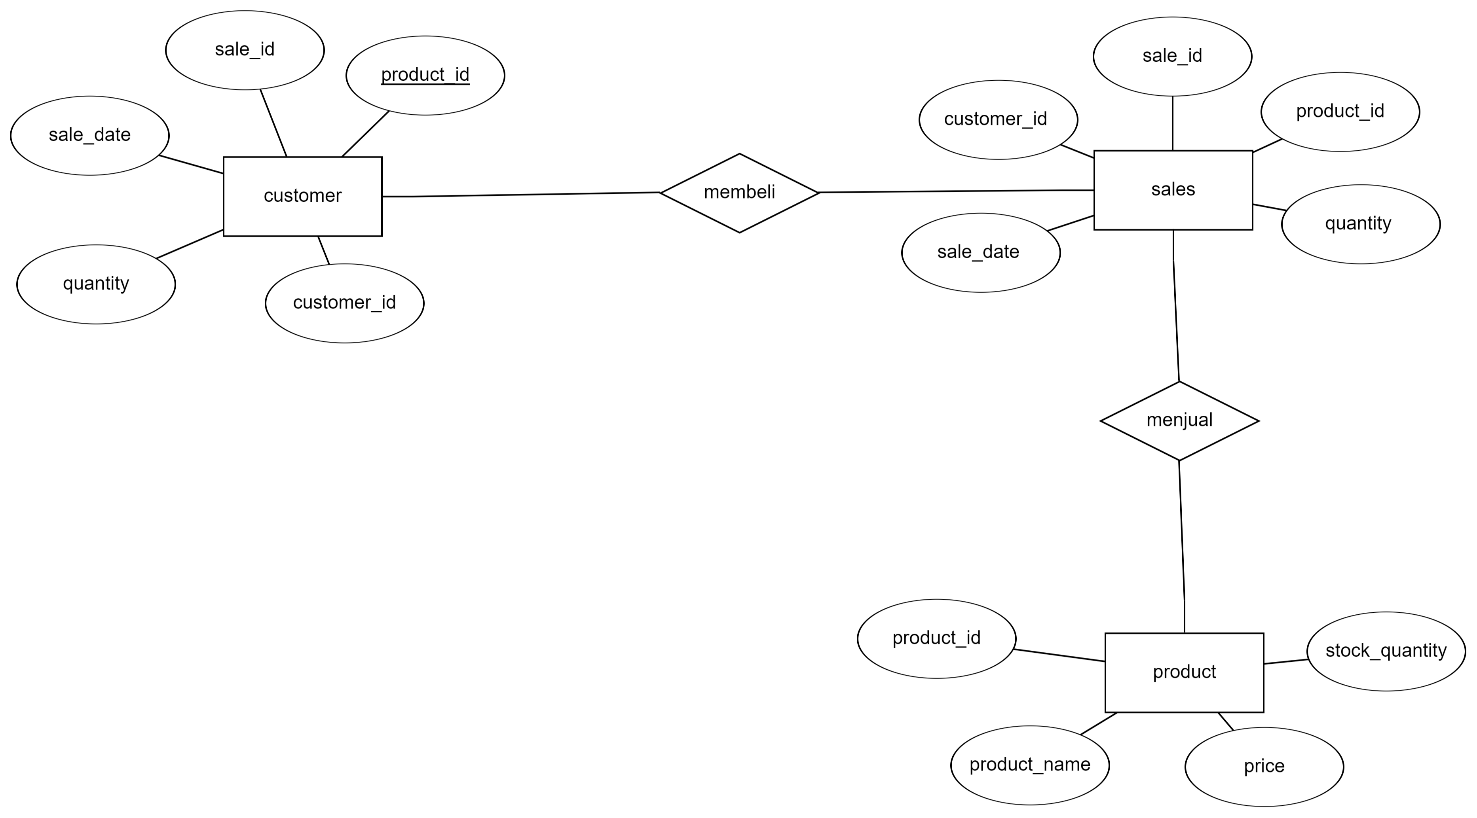 sale_id
product_id
sale_date
customer
quantity
customer_id
membeli
sale_id
customer_id
product_id
sales
quantity
sale_date
menjual
product_id
stock_quantity
product
product_name
price